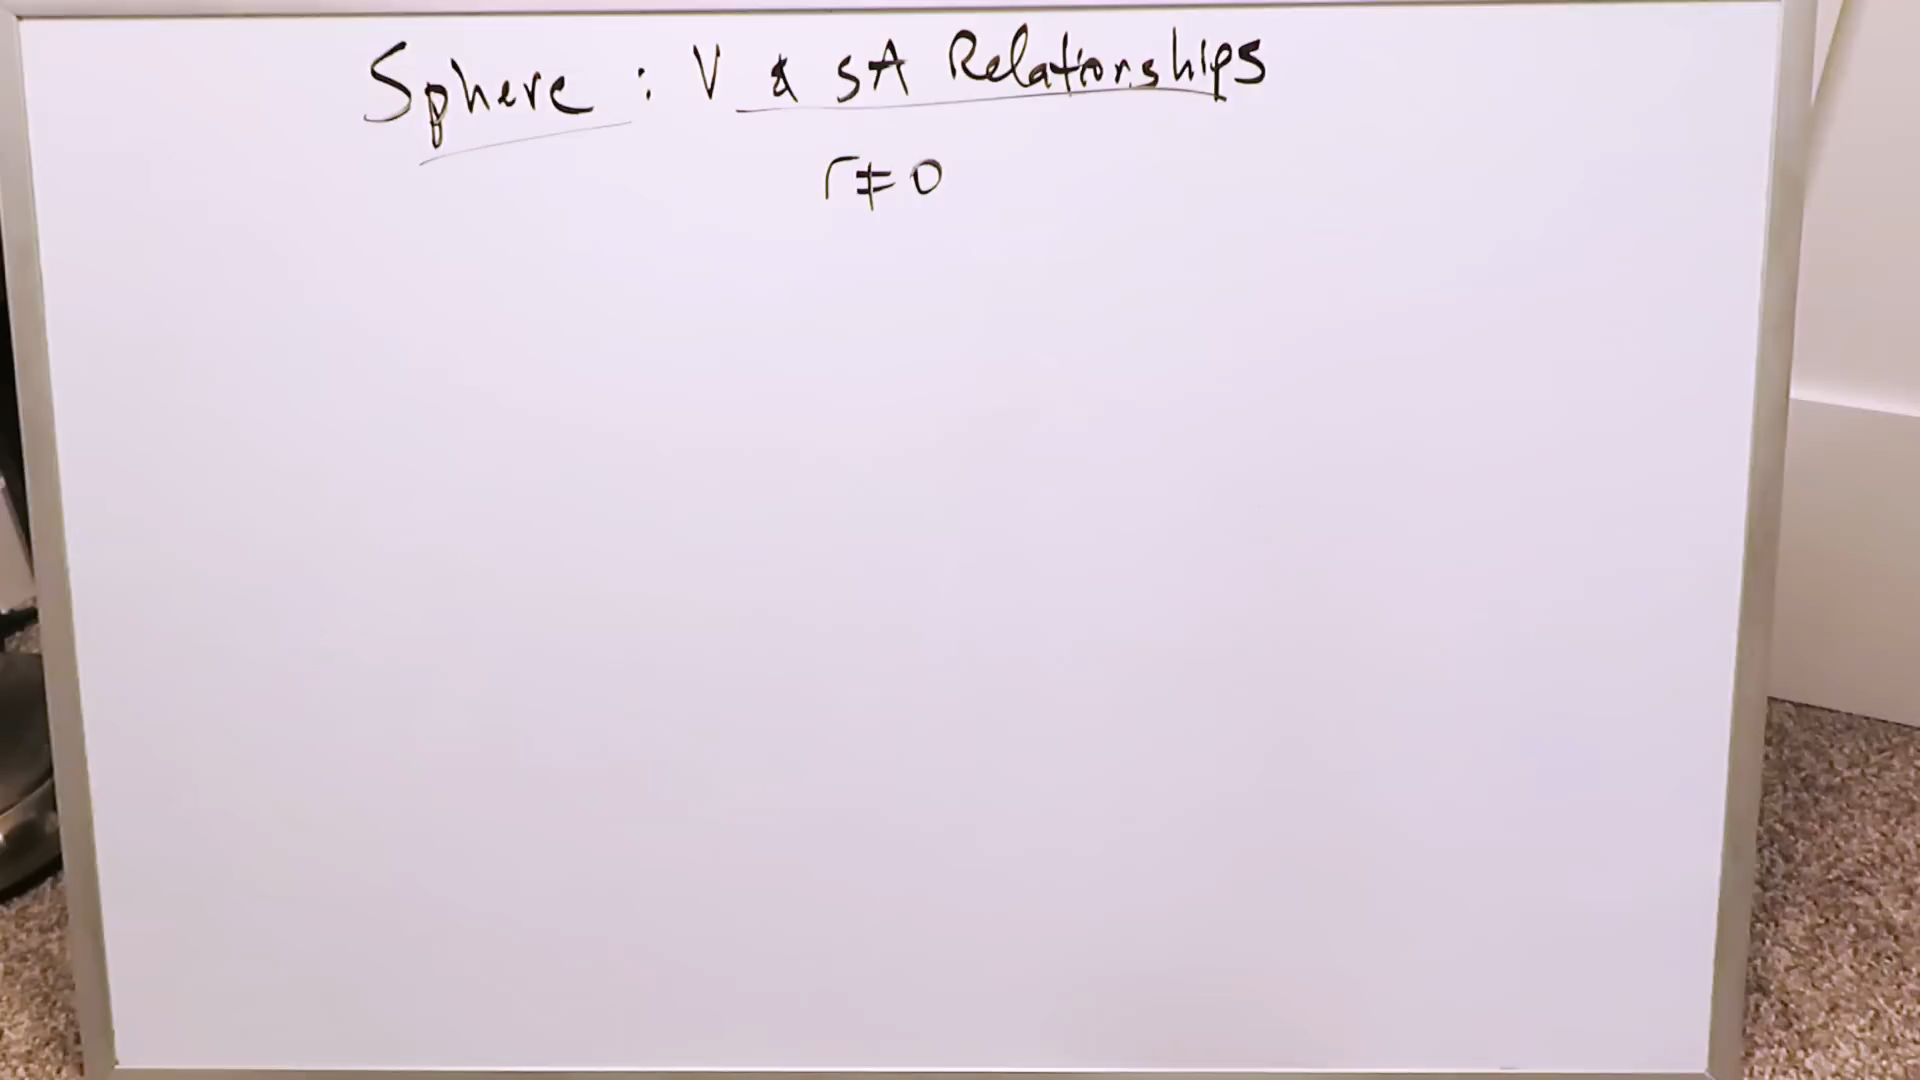 Sphere : V & SA Relationships
r ≠ 0